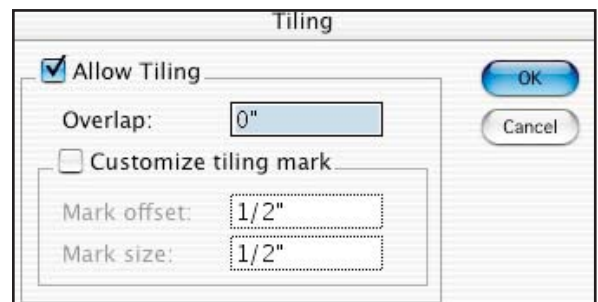 Tiling
Allow Tiling
OK
Overlap: 0"
Cancel
Customize tiling mark
Mark offset: 1/2"
Mark size: 1/2"